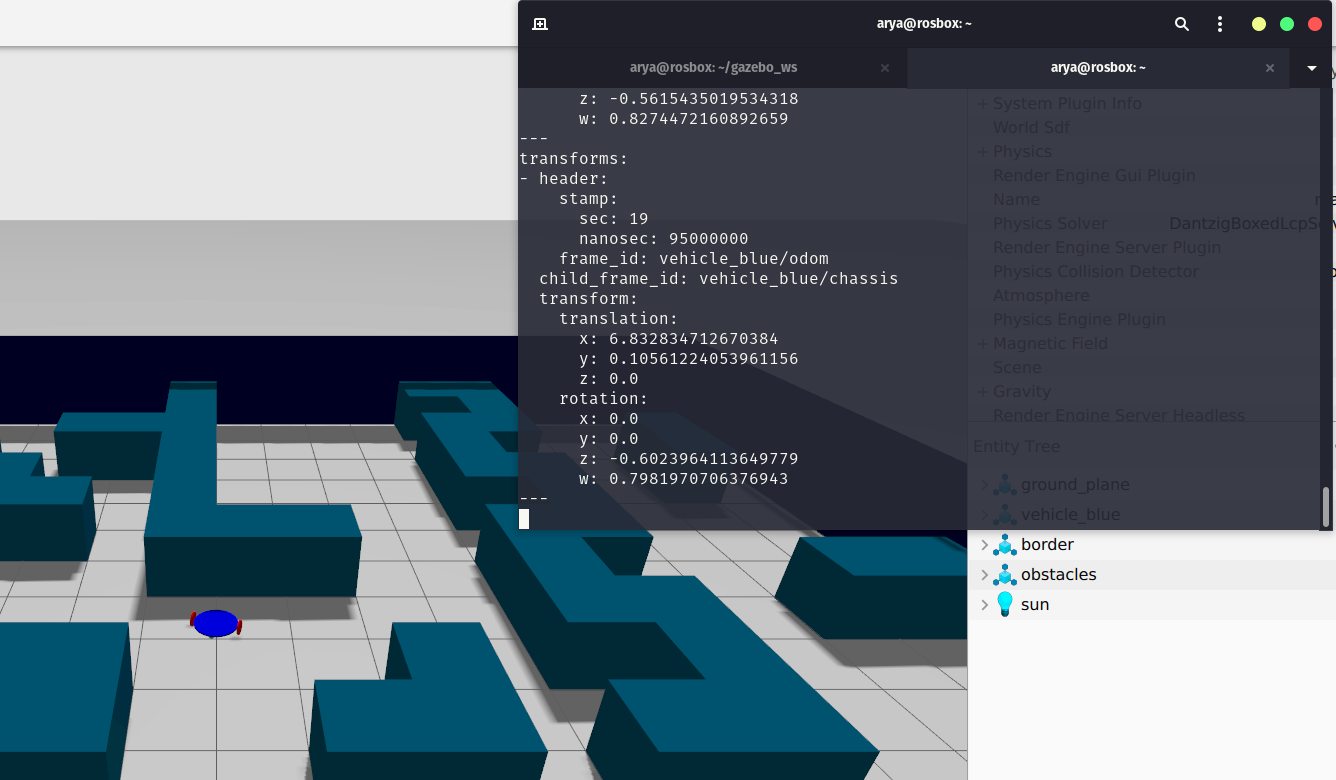 arya@rosbox: ~
arya@rosbox: ~/gazebo_ws
arya@rosbox: ~
z: -0.5615435019534318
w: 0.8274472160892659
---
transforms:
- header:
stamp:
sec: 19
nanosec: 95000000
frame_id: vehicle_blue/odom
child_frame_id: vehicle_blue/chassis
transform:
translation:
x: 6.832834712670384
y: 0.10561224053961156
z: 0.0
rotation:
x: 0.0
y: 0.0
z: -0.6023964113649779
w: 0.7981970706376943
---
System Plugin Info
World Sdf
Physics
Render Engine Gui Plugin
Name
Physics Solver DantzigBoxedLcpSolv
Render Engine Server Plugin
Physics Collision Detector
Atmosphere
Physics Engine Plugin
Magnetic Field
Scene
Gravity
Render Engine Server Headless
Entity Tree
ground_plane
vehicle_blue
border
obstacles
sun